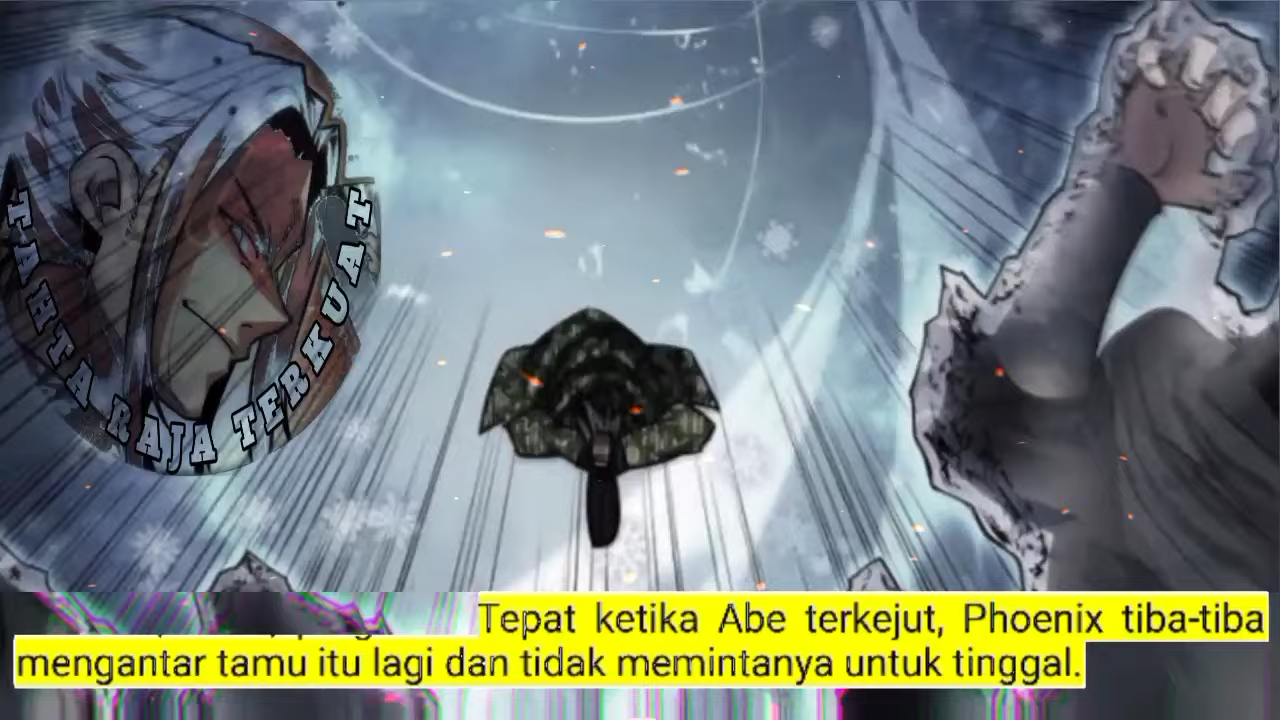 TAHTA RAJA TERKUAT
Tepat ketika Abe terkejut, Phoenix tiba-tiba
mengantar tamu itu lagi dan tidak memintanya untuk tinggal.